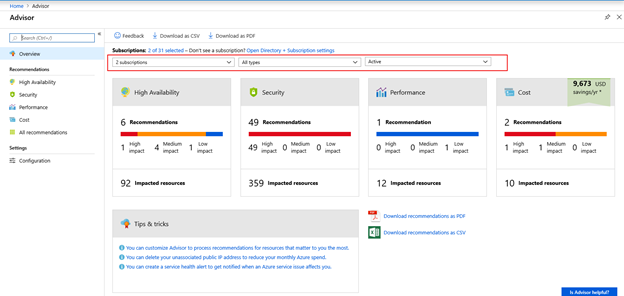 Home > Advisor
Advisor
Search (Ctrl+/)
Overview
Recommendations
High Availability
Security
Performance
Cost
All recommendations
Settings
Configuration
Feedback
Download as CSV
Download as PDF
Subscriptions: 2 of 31 selected – Don't see a subscription? Open Directory + Subscription settings
2 subscriptions
All types
Active
High Availability
6 Recommendations
1 High impact 4 Medium impact 1 Low impact
92 Impacted resources
Security
49 Recommendations
49 High impact 0 Medium impact 0 Low impact
359 Impacted resources
Performance
1 Recommendation
0 High impact 0 Medium impact 1 Low impact
12 Impacted resources
Cost
9,673 USD
savings/yr *
2 Recommendations
1 High impact 1 Medium impact 0 Low impact
10 Impacted resources
Tips & tricks
You can customize Advisor to process recommendations for resources that matter to you the most.
You can delete your unassociated public IP address to reduce your monthly Azure spend.
You can create a service health alert to get notified when an Azure service issue affects you.
Download recommendations as PDF
Download recommendations as CSV
Is Advisor helpful?